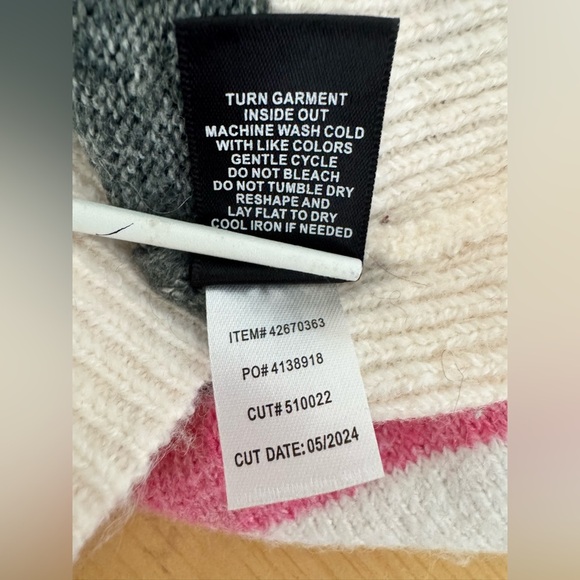 TURN GARMENT
INSIDE OUT
MACHINE WASH COLD
WITH LIKE COLORS
GENTLE CYCLE
DO NOT BLEACH
DO NOT TUMBLE DRY
RESHAPE AND
LAY FLAT TO DRY
COOL IRON IF NEEDED
ITEM# 42670363
PO# 4138918
CUT# 510022
CUT DATE: 05/2024